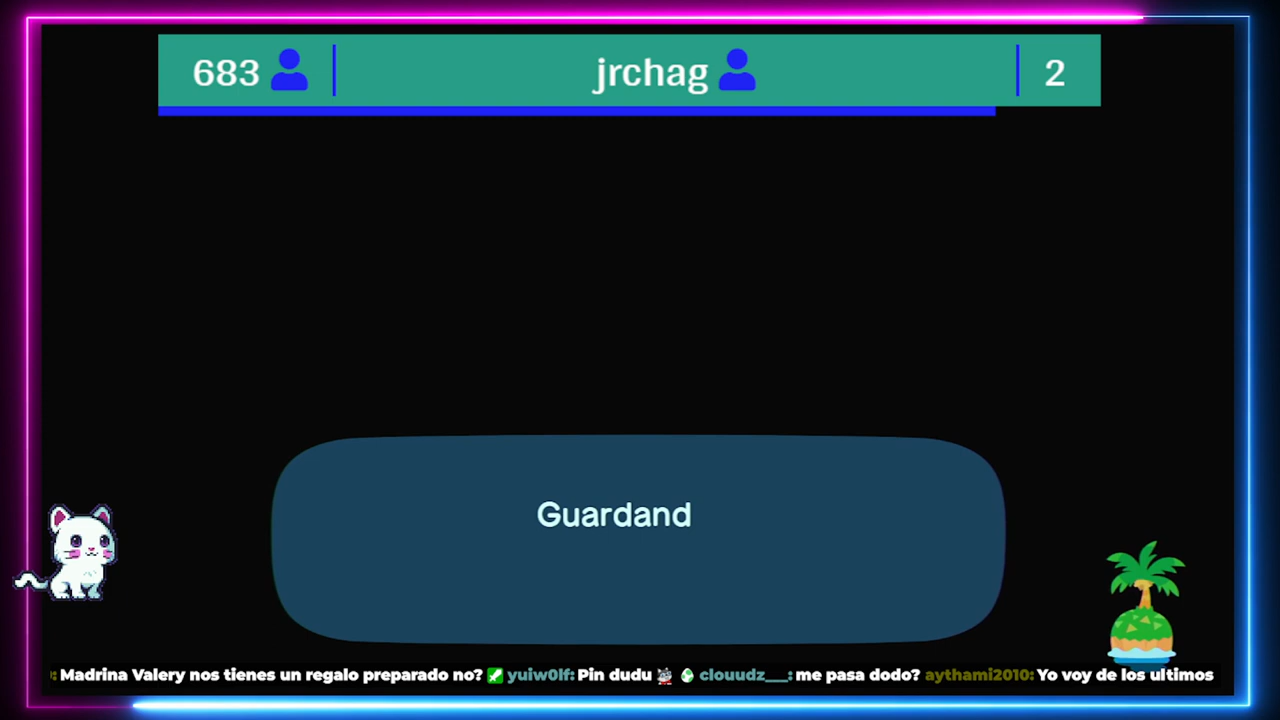 683 jrchag 2
Guardand
: Madrina Valery nos tienes un regalo preparado no? yuiw0lf: Pin dudu clouudz___: me pasa dodo? aythami2010: Yo voy de los ultimos